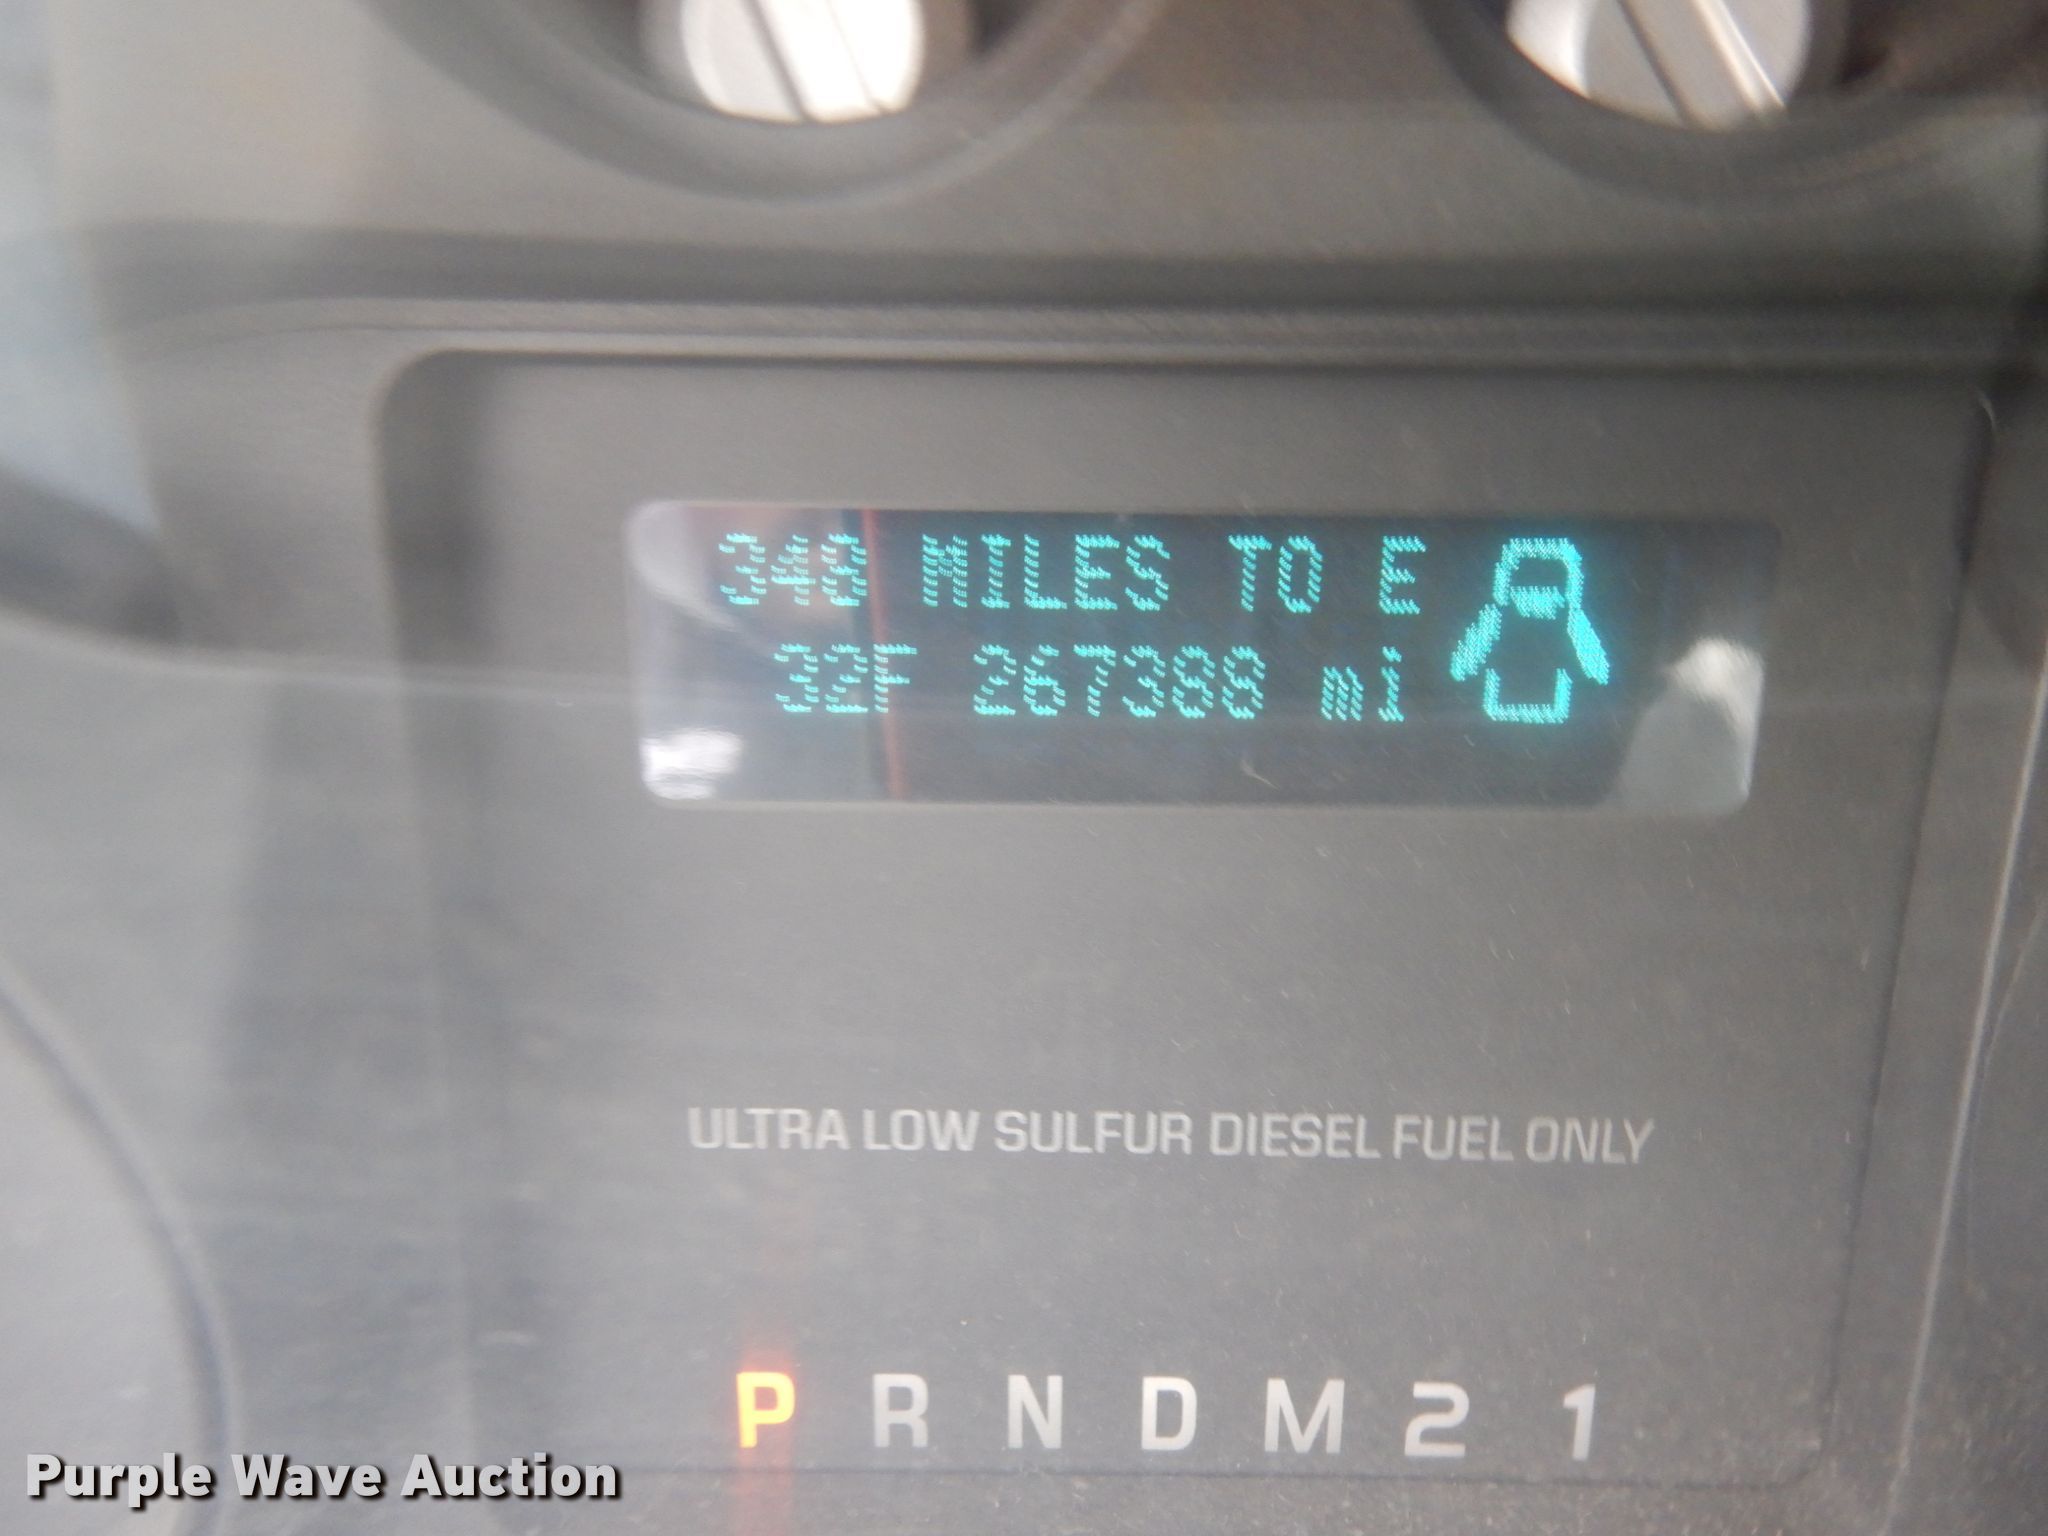 348 MILES TO E
32F 267388 mi
ULTRA LOW SULFUR DIESEL FUEL ONLY
P R N D M 2 1
Purple Wave Auction